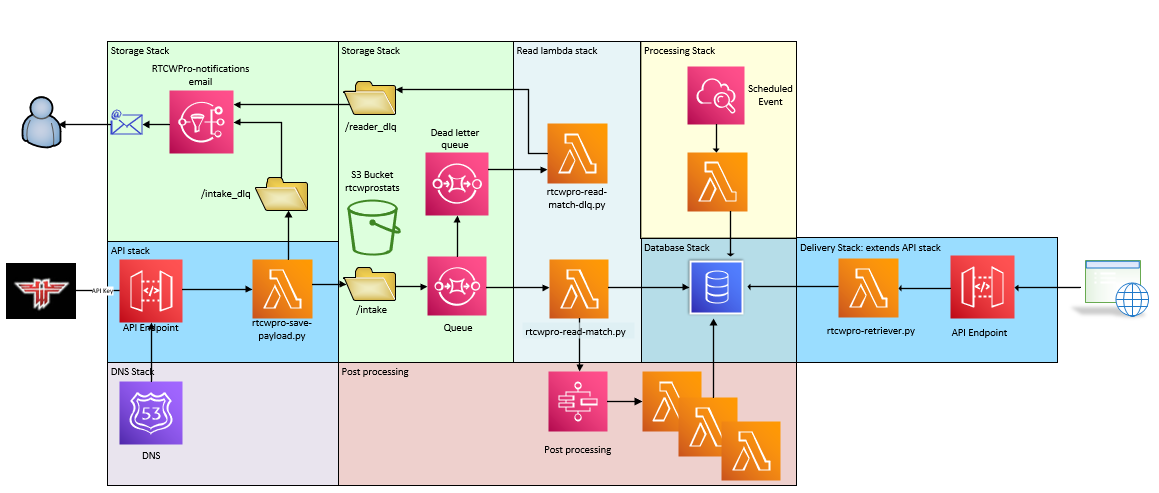 Storage Stack
Storage Stack
Read lambda stack
Processing Stack
RTCWPro-notifications
email
Scheduled
Event
@
/reader_dlq
Dead letter
queue
/intake_dlq
S3 Bucket
rtcwprostats
rtcwpro-read-
match-dlq.py
API stack
Database Stack
Delivery Stack: extends API stack
API Key
API Endpoint
rtcwpro-save-
payload.py
/intake
Queue
rtcwpro-read-match.py
rtcwpro-retriever.py
API Endpoint
DNS Stack
Post processing
53
DNS
Post processing